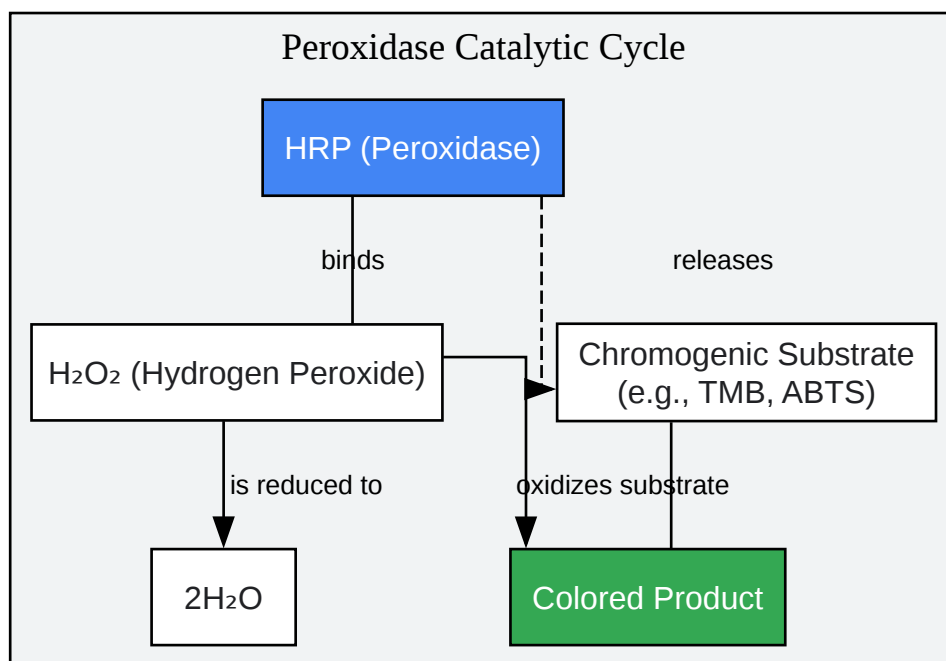 Peroxidase Catalytic Cycle
HRP (Peroxidase)
binds
releases
H₂O₂ (Hydrogen Peroxide)
Chromogenic Substrate
(e.g., TMB, ABTS)
is reduced to
oxidizes substrate
2H₂O
Colored Product